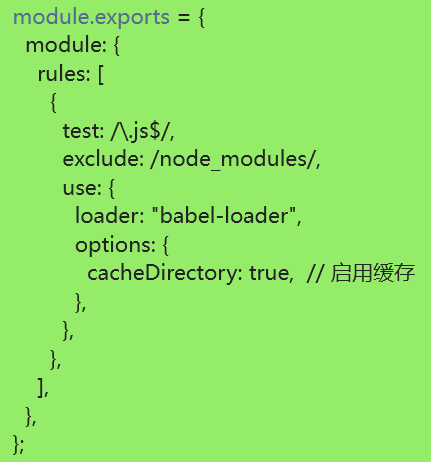 module.exports = {
  module: {
    rules: [
      {
        test: /\.js$/,
        exclude: /node_modules/,
        use: {
          loader: "babel-loader",
          options: {
            cacheDirectory: true,  // 启用缓存
          },
        },
      },
    ],
  },
};